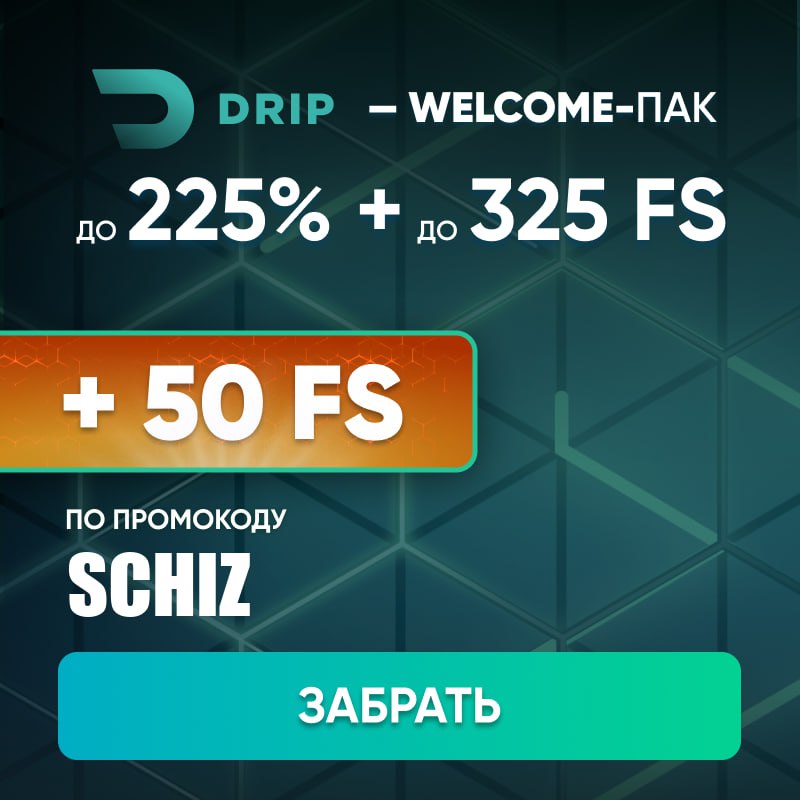 DRIP – WELCOME-ПАК
ДО 225% + ДО 325 FS
+ 50 FS
ПО ПРОМОКОДУ
SCHIZ
ЗАБРАТЬ